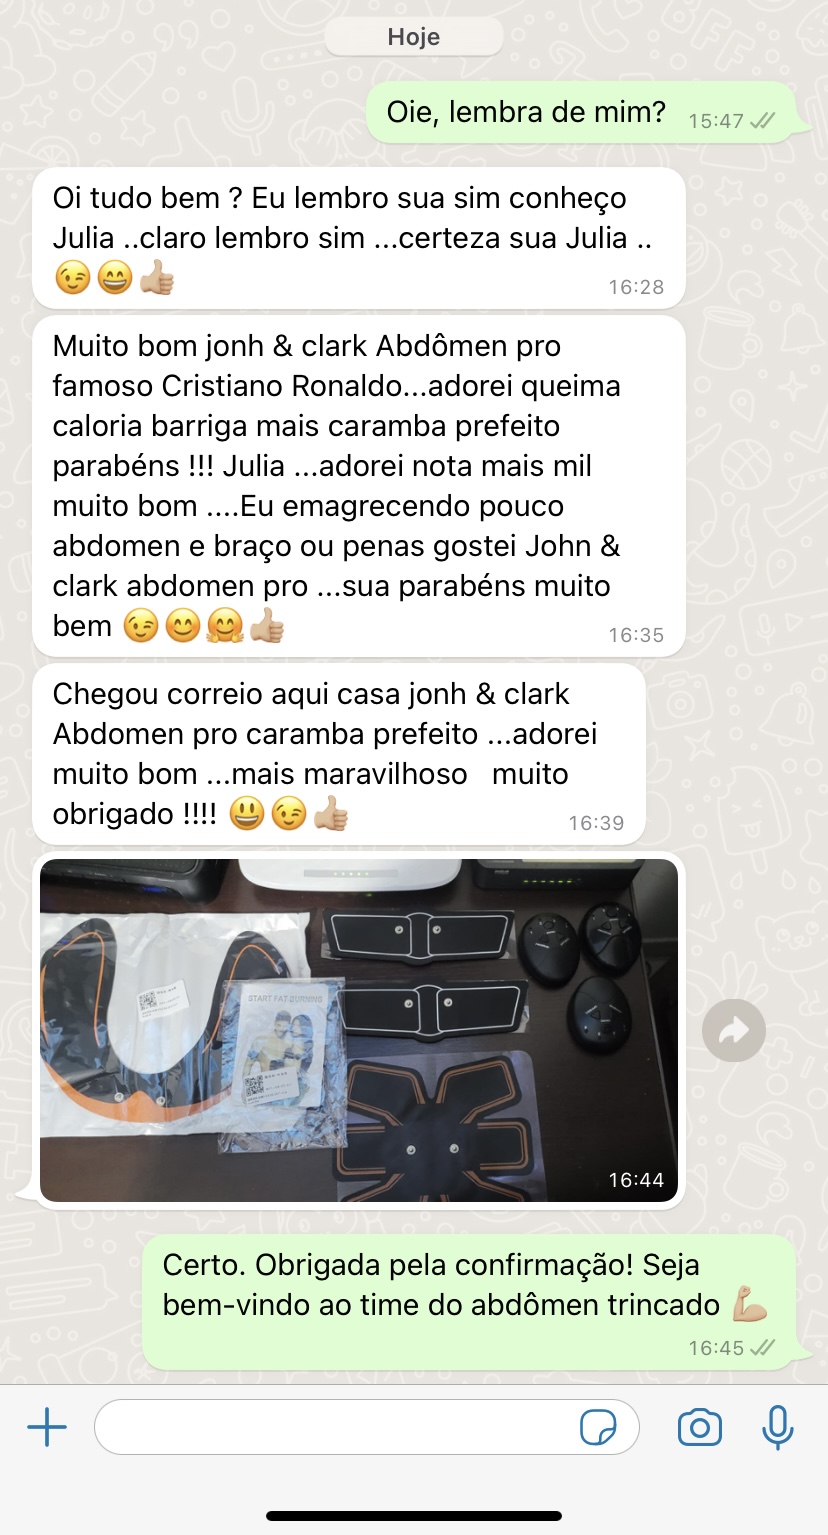 Hoje
Oie, lembra de mim? 15:47
Oi tudo bem ? Eu lembro sua sim conheço
Julia ..claro lembro sim ...certeza sua Julia ..
😉😄👍🏼 16:28
Muito bom jonh & clark Abdômen pro
famoso Cristiano Ronaldo...adorei queima
caloria barriga mais caramba prefeito
parabéns !!! Julia ...adorei nota mais mil
muito bom ....Eu emagrecendo pouco
abdomen e braço ou penas gostei John &
clark abdomen pro ...sua parabéns muito
bem 😉😊🤗👍🏼 16:35
Chegou correio aqui casa jonh & clark
Abdomen pro caramba prefeito ...adorei
muito bom ...mais maravilhoso muito
obrigado !!!! 😃😉👍🏼 16:39
START FAT BURNING
16:44
Certo. Obrigada pela confirmação! Seja
bem-vindo ao time do abdômen trincado 💪🏼
16:45